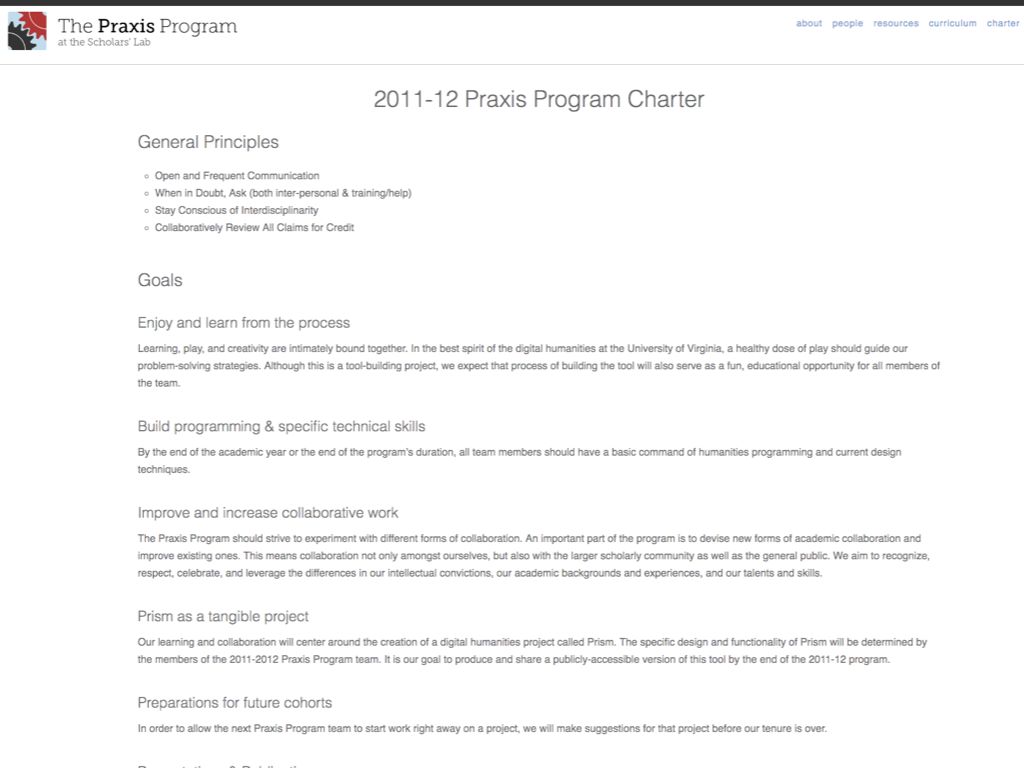 The Praxis Program
at the Scholars' Lab
about people resources curriculum charter
2011-12 Praxis Program Charter
General Principles
Open and Frequent Communication
When in Doubt, Ask (both inter-personal & training/help)
Stay Conscious of Interdisciplinarity
Collaboratively Review All Claims for Credit
Goals
Enjoy and learn from the process
Learning, play, and creativity are intimately bound together. In the best spirit of the digital humanities at the University of Virginia, a healthy dose of play should guide our
problem-solving strategies. Although this is a tool-building project, we expect that process of building the tool will also serve as a fun, educational opportunity for all members of
the team.
Build programming & specific technical skills
By the end of the academic year or the end of the program's duration, all team members should have a basic command of humanities programming and current design
techniques.
Improve and increase collaborative work
The Praxis Program should strive to experiment with different forms of collaboration. An important part of the program is to devise new forms of academic collaboration and
improve existing ones. This means collaboration not only amongst ourselves, but also with the larger scholarly community as well as the general public. We aim to recognize,
respect, celebrate, and leverage the differences in our intellectual convictions, our academic backgrounds and experiences, and our talents and skills.
Prism as a tangible project
Our learning and collaboration will center around the creation of a digital humanities project called Prism. The specific design and functionality of Prism will be determined by
the members of the 2011-2012 Praxis Program team. It is our goal to produce and share a publicly-accessible version of this tool by the end of the 2011-12 program.
Preparations for future cohorts
In order to allow the next Praxis Program team to start work right away on a project, we will make suggestions for that project before our tenure is over.